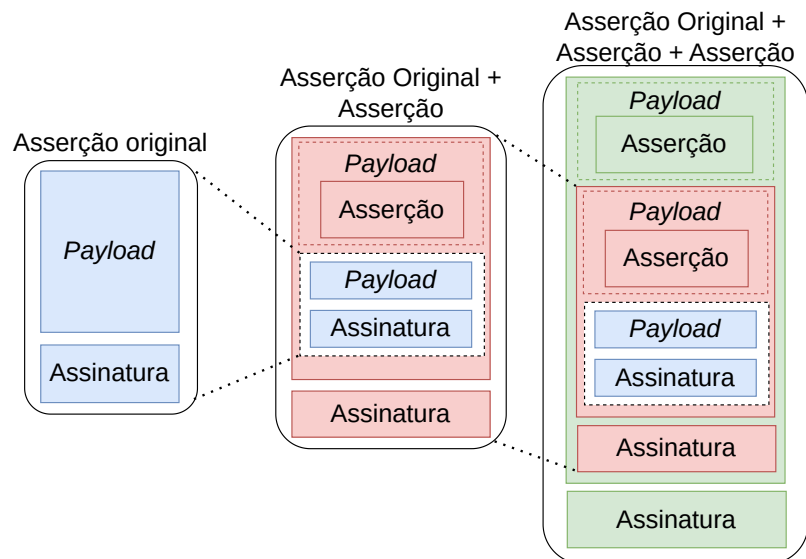 Asserção original
Payload
Assinatura
Asserção Original +
Asserção
Payload
Asserção
Payload
Assinatura
Assinatura
Asserção Original +
Asserção + Asserção
Payload
Asserção
Payload
Asserção
Payload
Assinatura
Assinatura
Assinatura